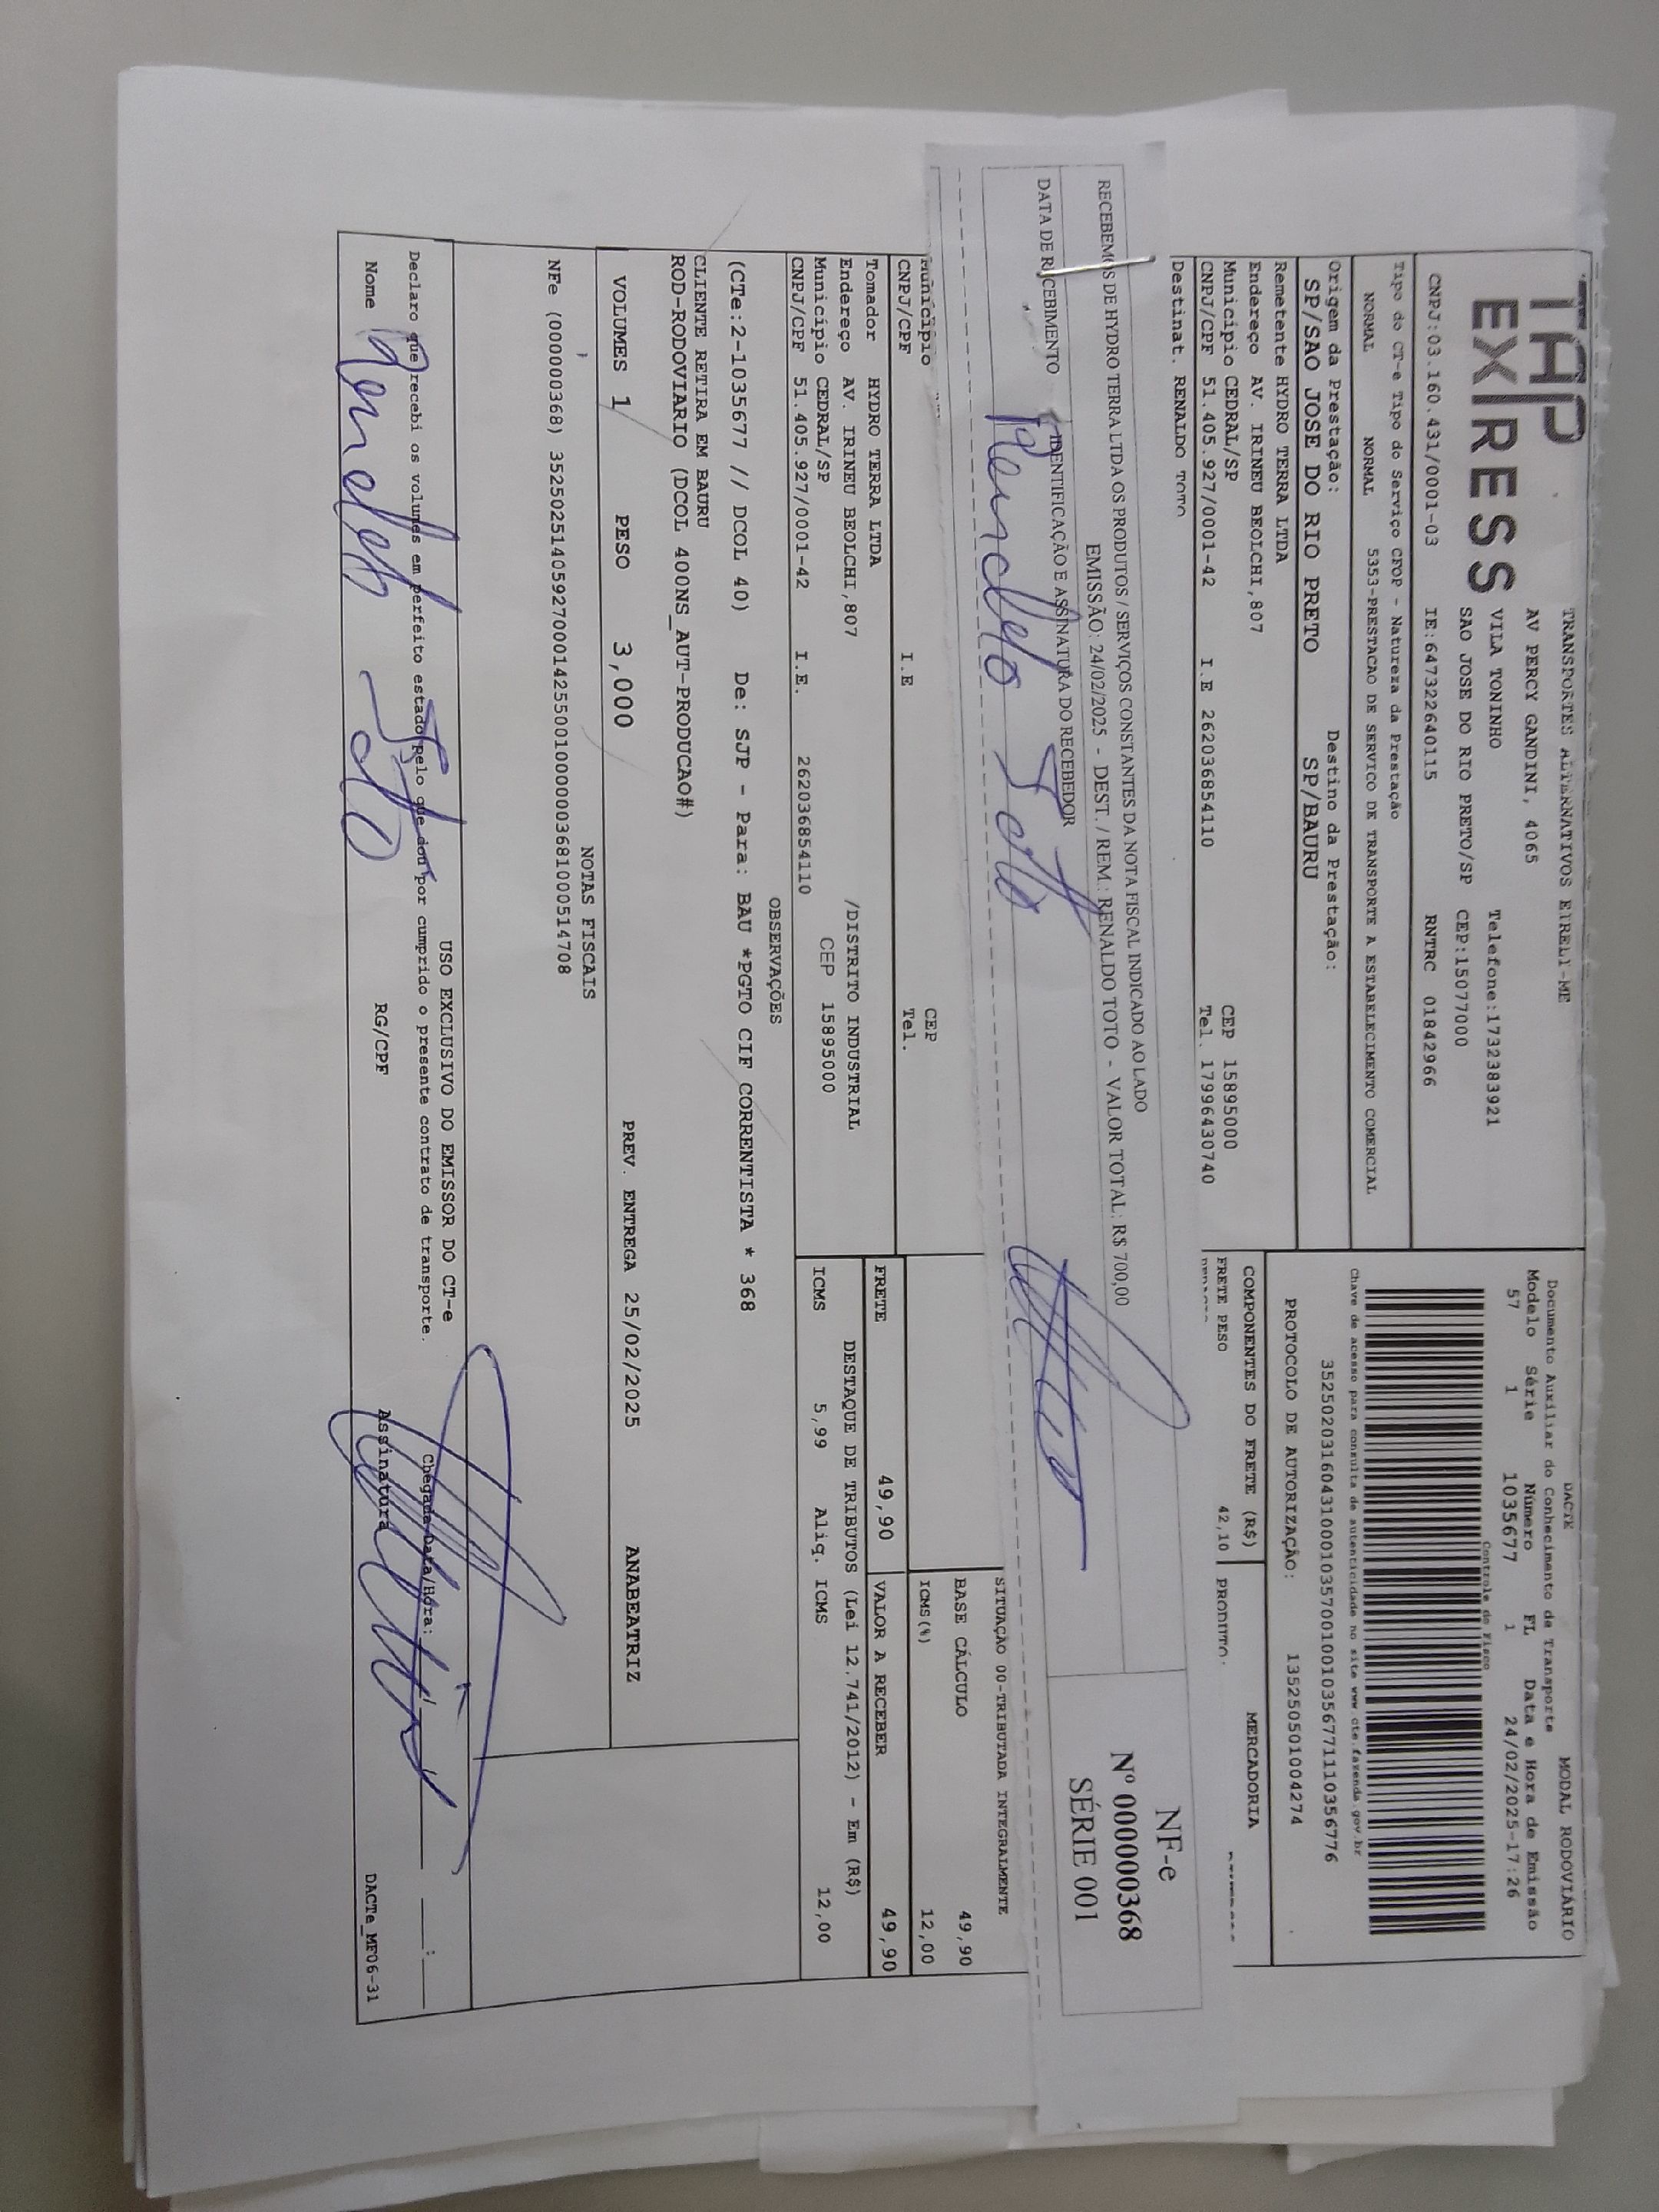 TRANSPORTES ALTERNATIVOS EIRELI-ME
THP
EXPRESS
AV PERCY GANDINI, 4065
VILA TONINHO Telefone:1732383921
SAO JOSE DO RIO PRETO/SP CEP:15077000
CNPJ:03.160.431/0001-03 IE:647322640115 RNTRC 01842966
Tipo do CT-e Tipo do Serviço CFOP - Natureza da Prestação
NORMAL NORMAL 5353-PRESTACAO DE SERVICO DE TRANSPORTE A ESTABELECIMENTO COMERCIAL
Origem da Prestação: Destino da Prestação:
SP/SAO JOSE DO RIO PRETO SP/BAURU
DACTE MODAL RODOVIÁRIO
Documento Auxiliar do Conhecimento de Transporte
Modelo Série Número FL Data e Hora de Emissão
57 1 1035677 1 24/02/2025-17:26
Controle do Fisco
Chave de acesso para consulta de autenticidade no site www.cte.fazenda.gov.br
35250203160431000103570010010356771110356776
PROTOCOLO DE AUTORIZAÇÃO: 135250501004274
Remetente HYDRO TERRA LTDA
Endereço AV. IRINEU BEOLCHI,807
Município CEDRAL/SP CEP 15895000
CNPJ/CPF 51.405.927/0001-42 I.E 262036854110 Tel. 17996430740
Destinat. RENALDO TOTO
COMPONENTES DO FRETE (R$) MERCADORIA
FRETE PESO 42,10 PRODUTO:
RECEBEMOS DE HYDRO TERRA LTDA OS PRODUTOS / SERVIÇOS CONSTANTES DA NOTA FISCAL INDICADO AO LADO
EMISSÃO: 24/02/2025 - DEST. / REM.: RENALDO TOTO - VALOR TOTAL: R$ 700,00
DATA DE RECEBIMENTO IDENTIFICAÇÃO E ASSINATURA DO RECEBEDOR
Renaldo Toto
NF-e
Nº 000000368
SÉRIE 001
Município CEP
CNPJ/CPF I.E Tel.
SITUAÇÃO 00-TRIBUTADA INTEGRALMENTE
BASE CÁLCULO 49,90
ICMS(%) 12,00
Tomador HYDRO TERRA LTDA
Endereço AV. IRINEU BEOLCHI,807 /DISTRITO INDUSTRIAL
Município CEDRAL/SP CEP 15895000
CNPJ/CPF 51.405.927/0001-42 I.E. 262036854110
FRETE 49,90 VALOR A RECEBER 49,90
DESTAQUE DE TRIBUTOS (Lei 12.741/2012) - Em (R$)
ICMS 5,99 Aliq. ICMS 12,00
OBSERVAÇÕES
(CTe:2-1035677 // DCOL 40) De: SJP - Para: BAU *PGTO CIF CORRENTISTA * 368
CLIENTE RETIRA EM BAURU
ROD-RODOVIARIO (DCOL 400NS_AUT-PRODUCAO#)
VOLUMES 1 PESO 3,000 PREV. ENTREGA 25/02/2025 ANABEATRIZ
NOTAS FISCAIS
NFe (000000368) 35250251405927000142550010000003681000514708
USO EXCLUSIVO DO EMISSOR DO CT-e
Declaro que recebi os volumes em perfeito estado pelo que dou por cumprido o presente contrato de transporte.
Chegada Data/Hora:
Nome Renaldo Toto RG/CPF Assinatura
DACTe_MF06-31